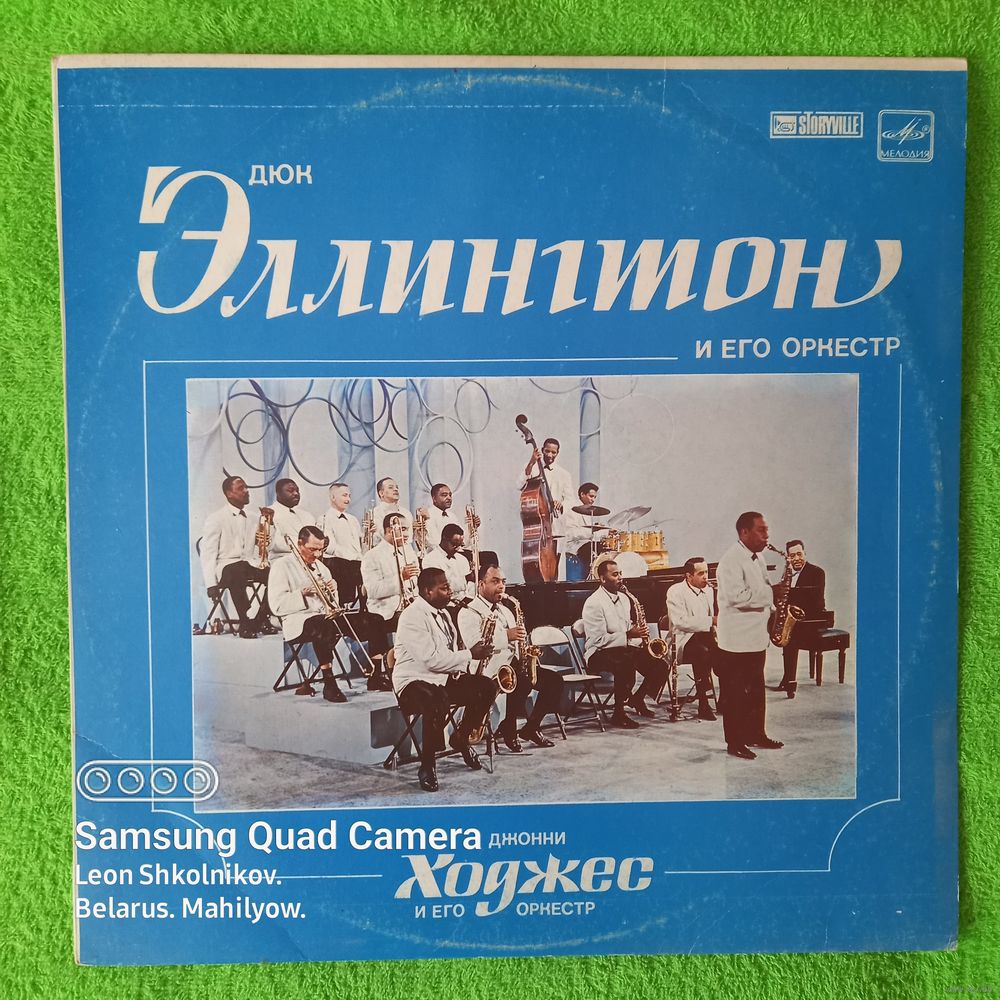 STORYVILLE
МЕЛОДИЯ
ДЮК
Эллингтон
И ЕГО ОРКЕСТР
Samsung Quad Camera
Leon Shkolnikov.
Belarus. Mahilyow.
ДЖОННИ
Ходжес
И ЕГО ОРКЕСТР